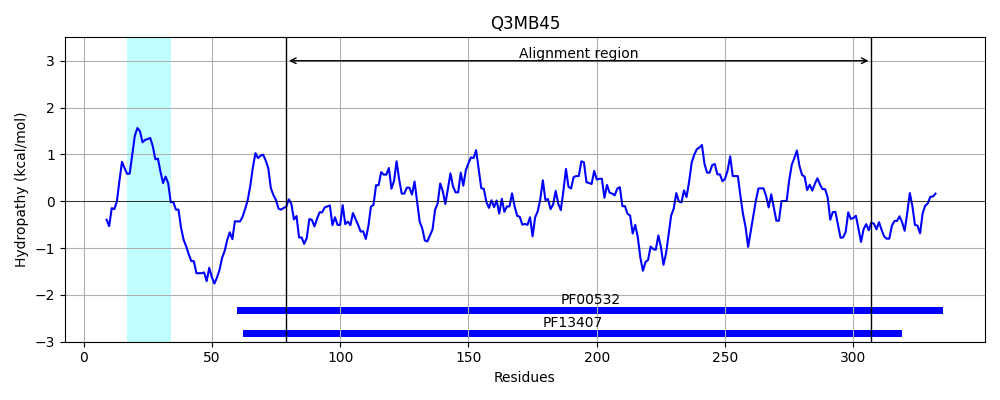 Q3MB45
Hydropathy (kcal/mol)
3
2
1
0
−1
−2
−3
Alignment region
PF00532
PF13407
0
50
100
150
200
250
300
Residues